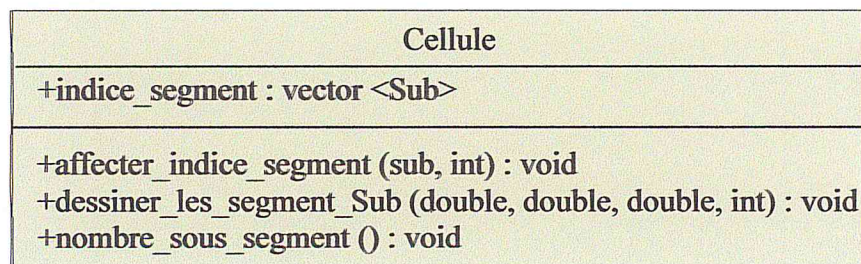 Cellule
+indice_segment : vector <Sub>
+affecter_indice_segment (sub, int) : void
+dessiner_les_segment_Sub (double, double, double, int) : void
+nombre_sous_segment () : void